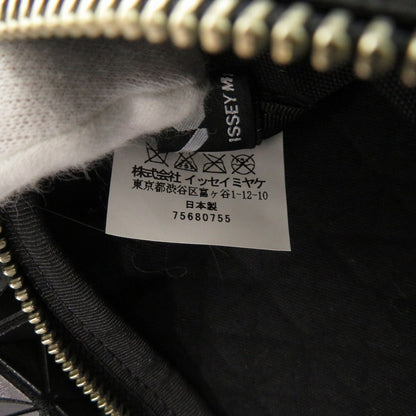 ISSEY MI
株式会社 イッセイミヤケ
東京都渋谷区富ヶ谷1-12-10
日本製
75680755